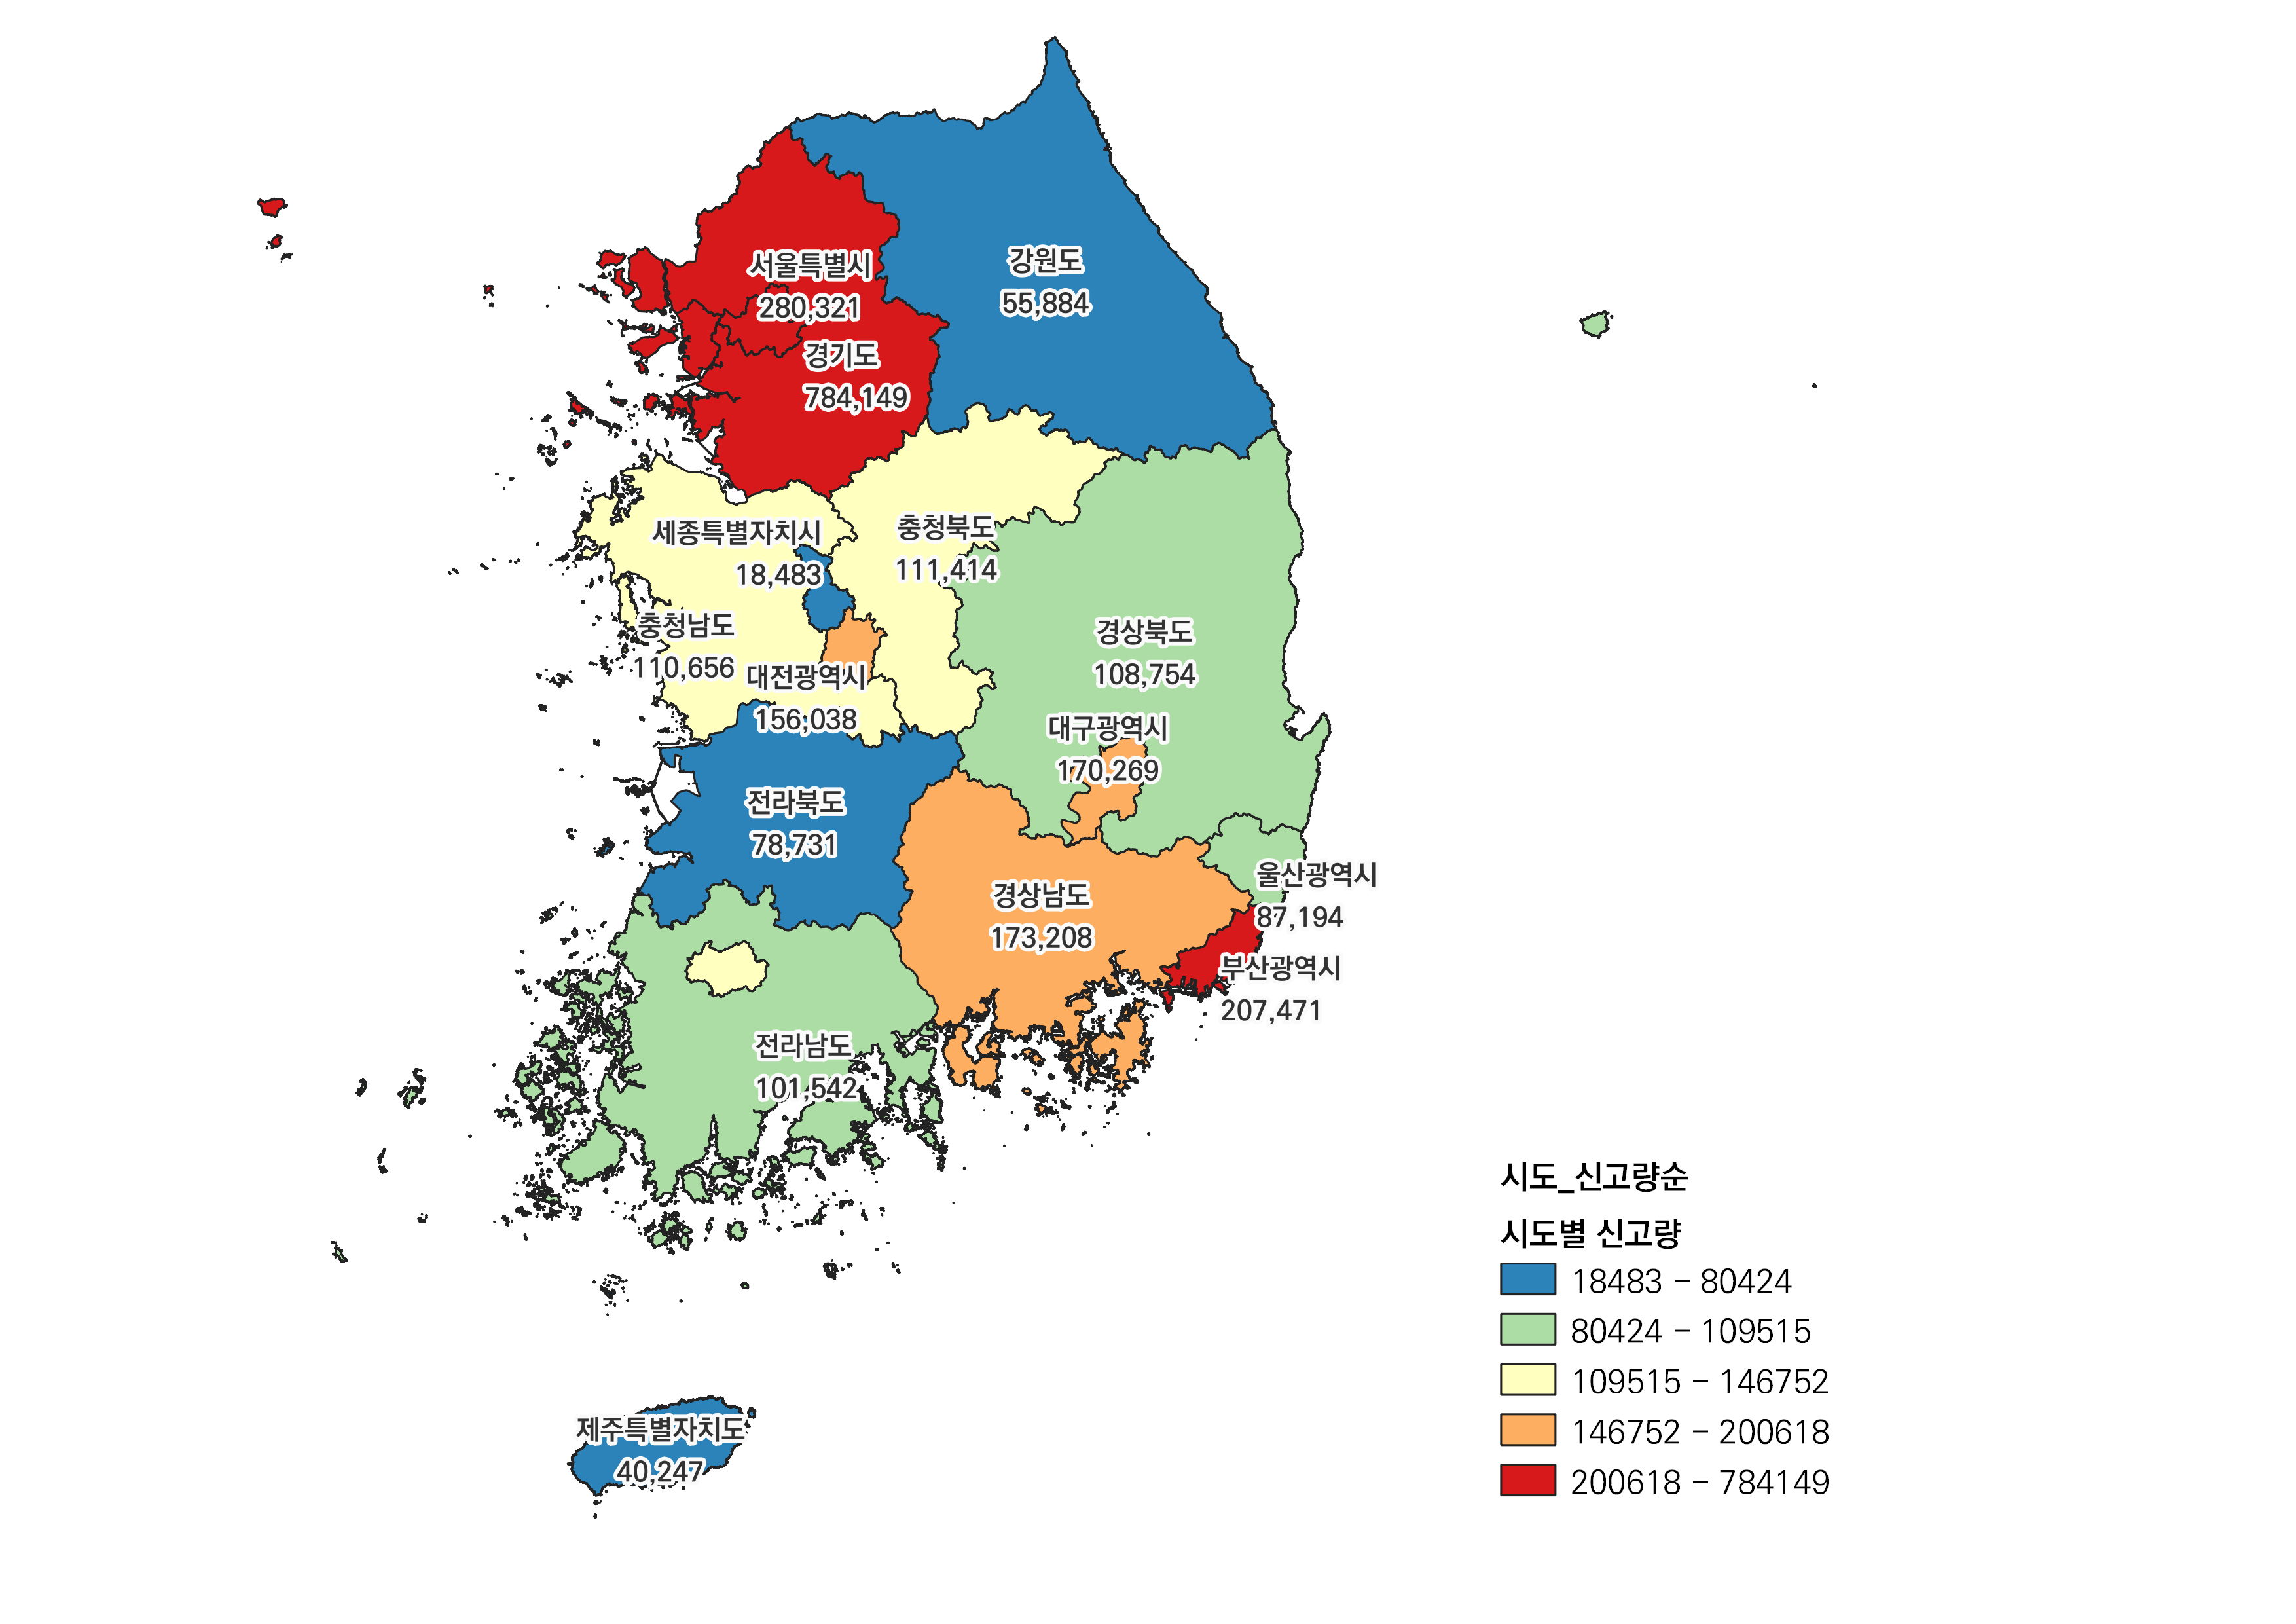 서울특별시
280,321
강원도
55,884
경기도
784,149
세종특별자치시
18,483
충청북도
111,414
충청남도
110,656
경상북도
108,754
대전광역시
156,038
대구광역시
170,269
전라북도
78,731
경상남도
173,208
울산광역시
87,194
부산광역시
207,471
전라남도
101,542
제주특별자치도
40,247
시도_신고량순
시도별 신고량
18483 - 80424
80424 - 109515
109515 - 146752
146752 - 200618
200618 - 784149